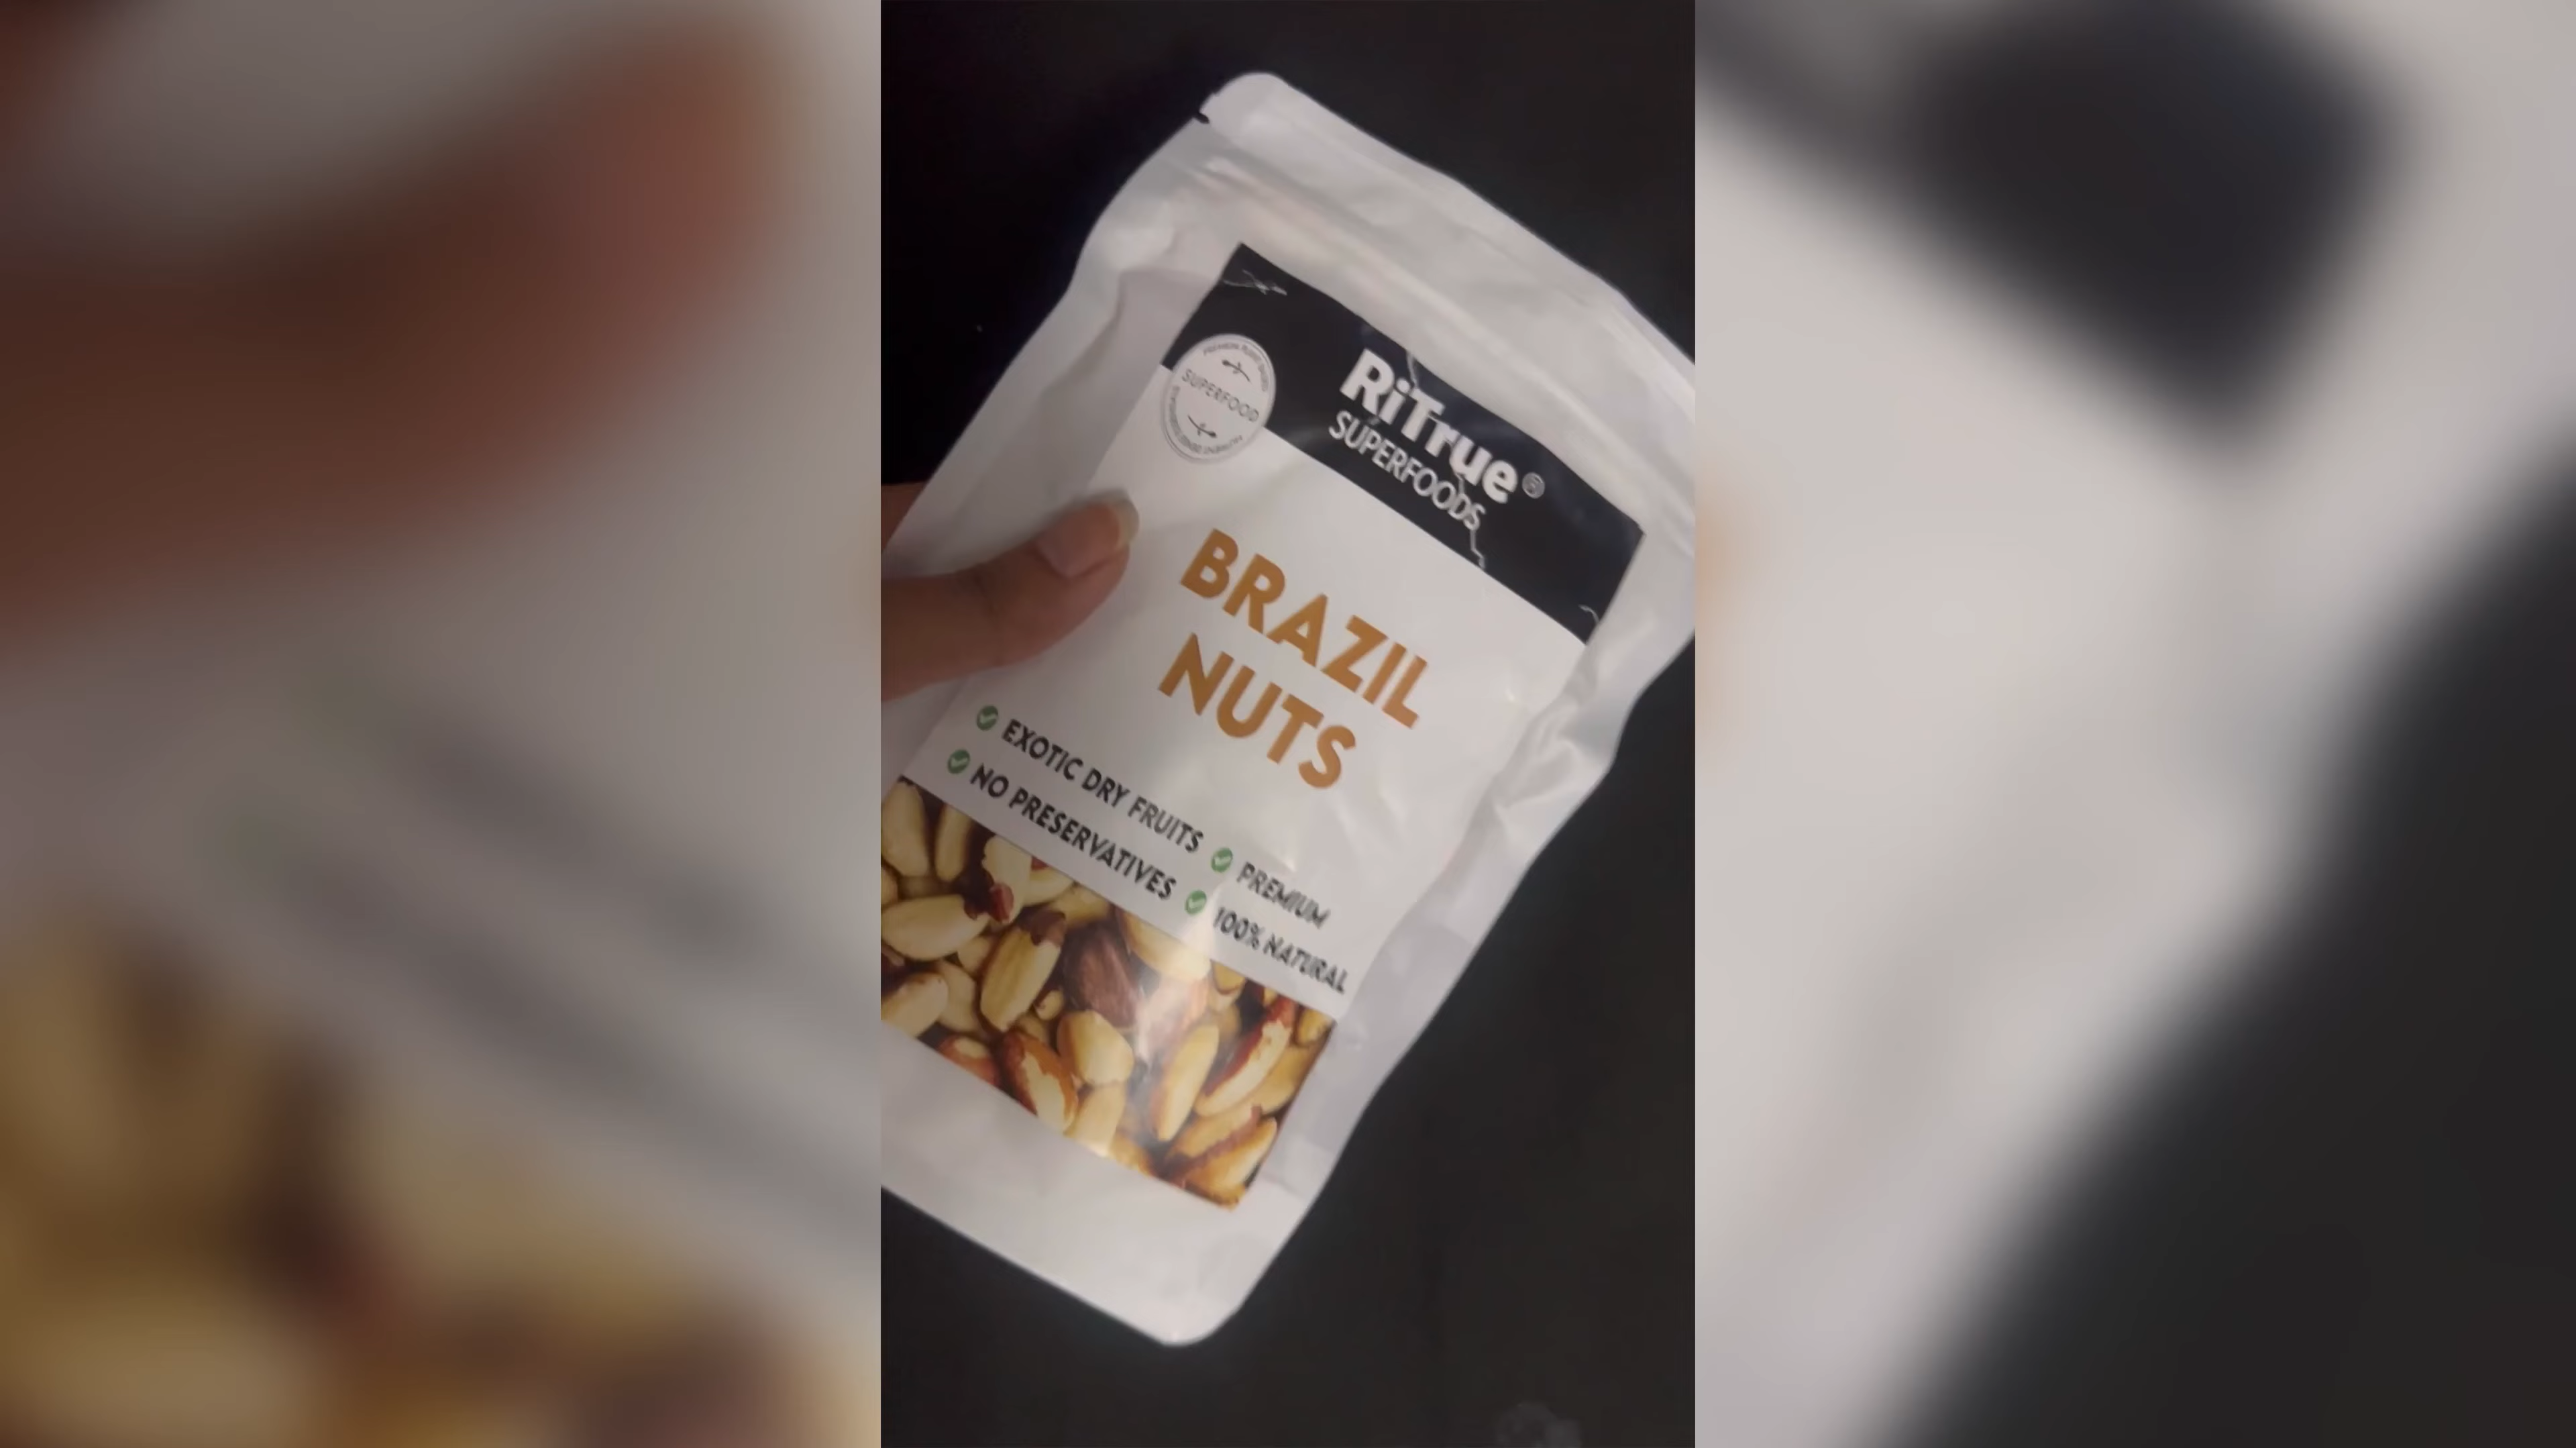 RiTrue®
SUPERFOODS
SUPERFOOD
BRAZIL
NUTS
EXOTIC DRY FRUITS
PREMIUM
NO PRESERVATIVES
100% NATURAL